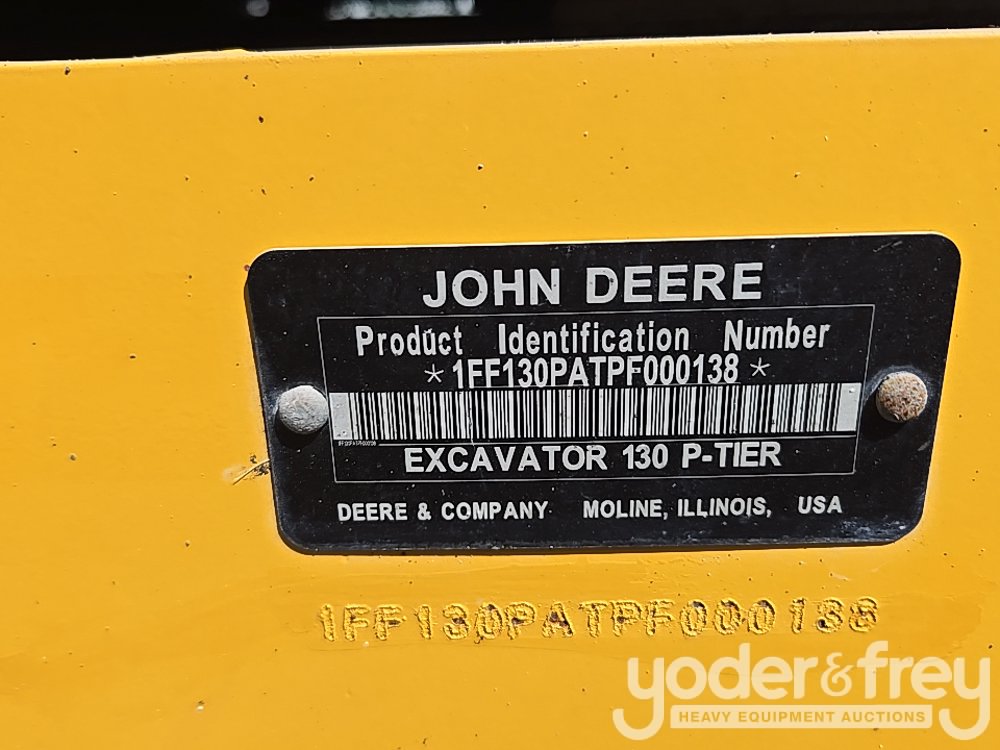 JOHN DEERE
Product Identification Number
*1FF130PATPF000138*
EXCAVATOR 130 P-TIER
DEERE & COMPANY MOLINE, ILLINOIS, USA
1FF130PATPF000138
yoder&frey
HEAVY EQUIPMENT AUCTIONS